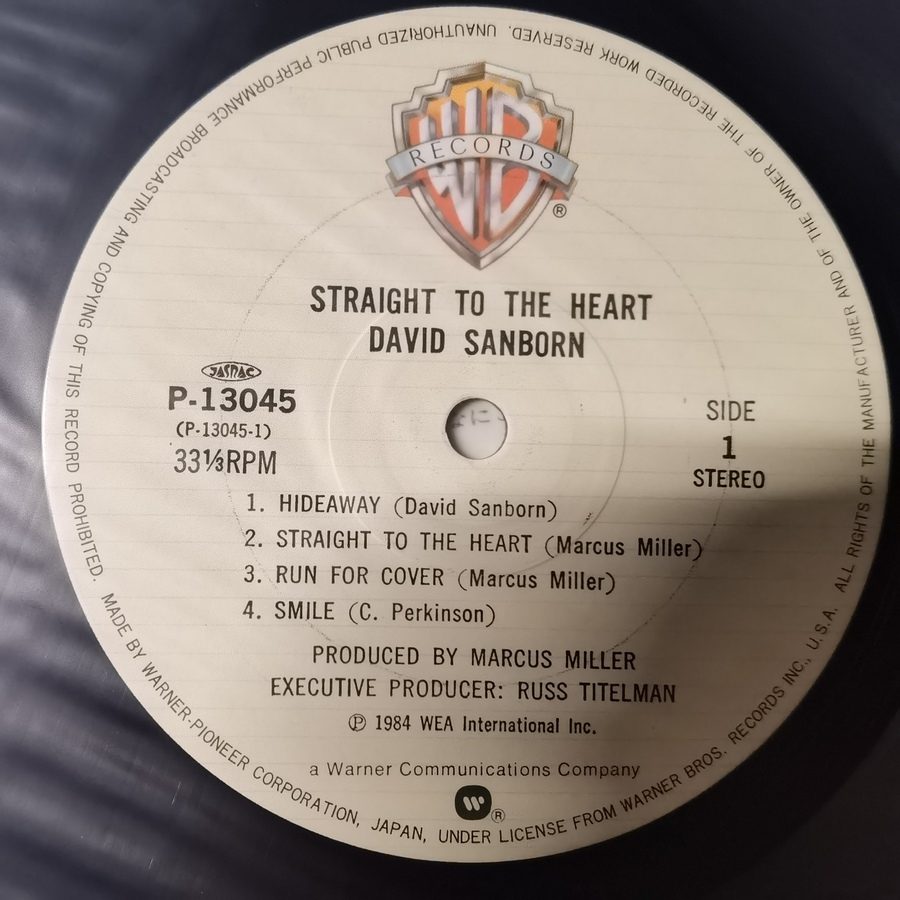 WB
RECORDS
®
STRAIGHT TO THE HEART
DAVID SANBORN
JASRAC
P-13045
(P-13045-1)
33⅓RPM
SIDE
1
STEREO
1. HIDEAWAY (David Sanborn)
2. STRAIGHT TO THE HEART (Marcus Miller)
3. RUN FOR COVER (Marcus Miller)
4. SMILE (C. Perkinson)
PRODUCED BY MARCUS MILLER
EXECUTIVE PRODUCER: RUSS TITELMAN
Ⓟ 1984 WEA International Inc.
a Warner Communications Company
®
MADE BY WARNER-PIONEER CORPORATION, JAPAN, UNDER LICENSE FROM WARNER BROS. RECORDS INC., U.S.A. ALL RIGHTS OF THE MANUFACTURER AND OF THE OWNER OF THE RECORDED WORK RESERVED. UNAUTHORIZED PUBLIC PERFORMANCE BROADCASTING AND COPYING OF THIS RECORD PROHIBITED.